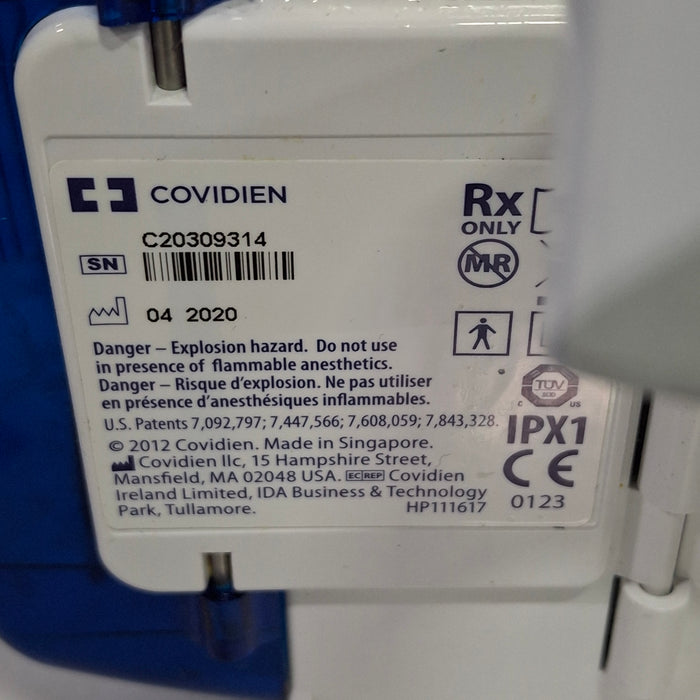 COVIDIEN
Rx
ONLY
C20309314
SN
MR
04 2020
Danger – Explosion hazard. Do not use
in presence of flammable anesthetics.
Danger – Risque d'explosion. Ne pas utiliser
en présence d'anesthésiques inflammables.
U.S. Patents 7,092,797; 7,447,566; 7,608,059; 7,843,328.
© 2012 Covidien. Made in Singapore.
Covidien llc, 15 Hampshire Street,
Mansfield, MA 02048 USA. EC REP Covidien
Ireland Limited, IDA Business & Technology
Park, Tullamore.
HP111617
TÜV
SÜD
C US
IPX1
CE
0123